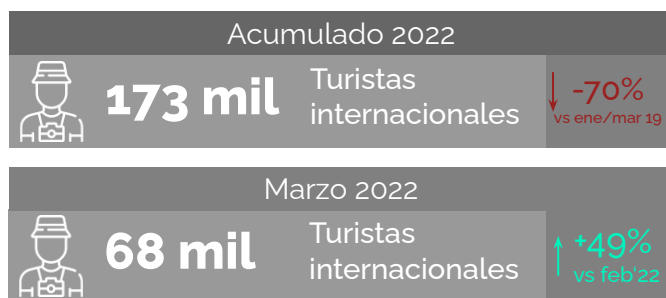 Acumulado 2022
173 mil
Turistas
internacionales
-70%
vs ene/mar 19
Marzo 2022
68 mil
Turistas
internacionales
+49%
vs feb'22